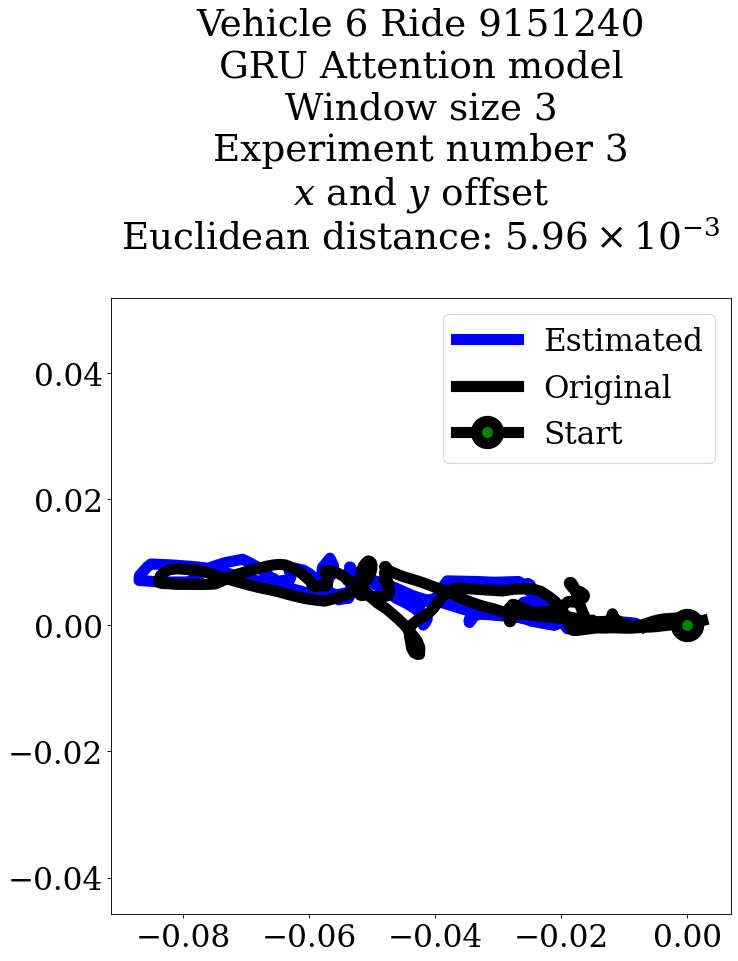 Vehicle 6 Ride 9151240
GRU Attention model
Window size 3
Experiment number 3
x and y offset
Euclidean distance: 5.96 × 10⁻³
Estimated
Original
Start
0.04
0.02
0.00
−0.02
−0.04
−0.08 −0.06 −0.04 −0.02 0.00